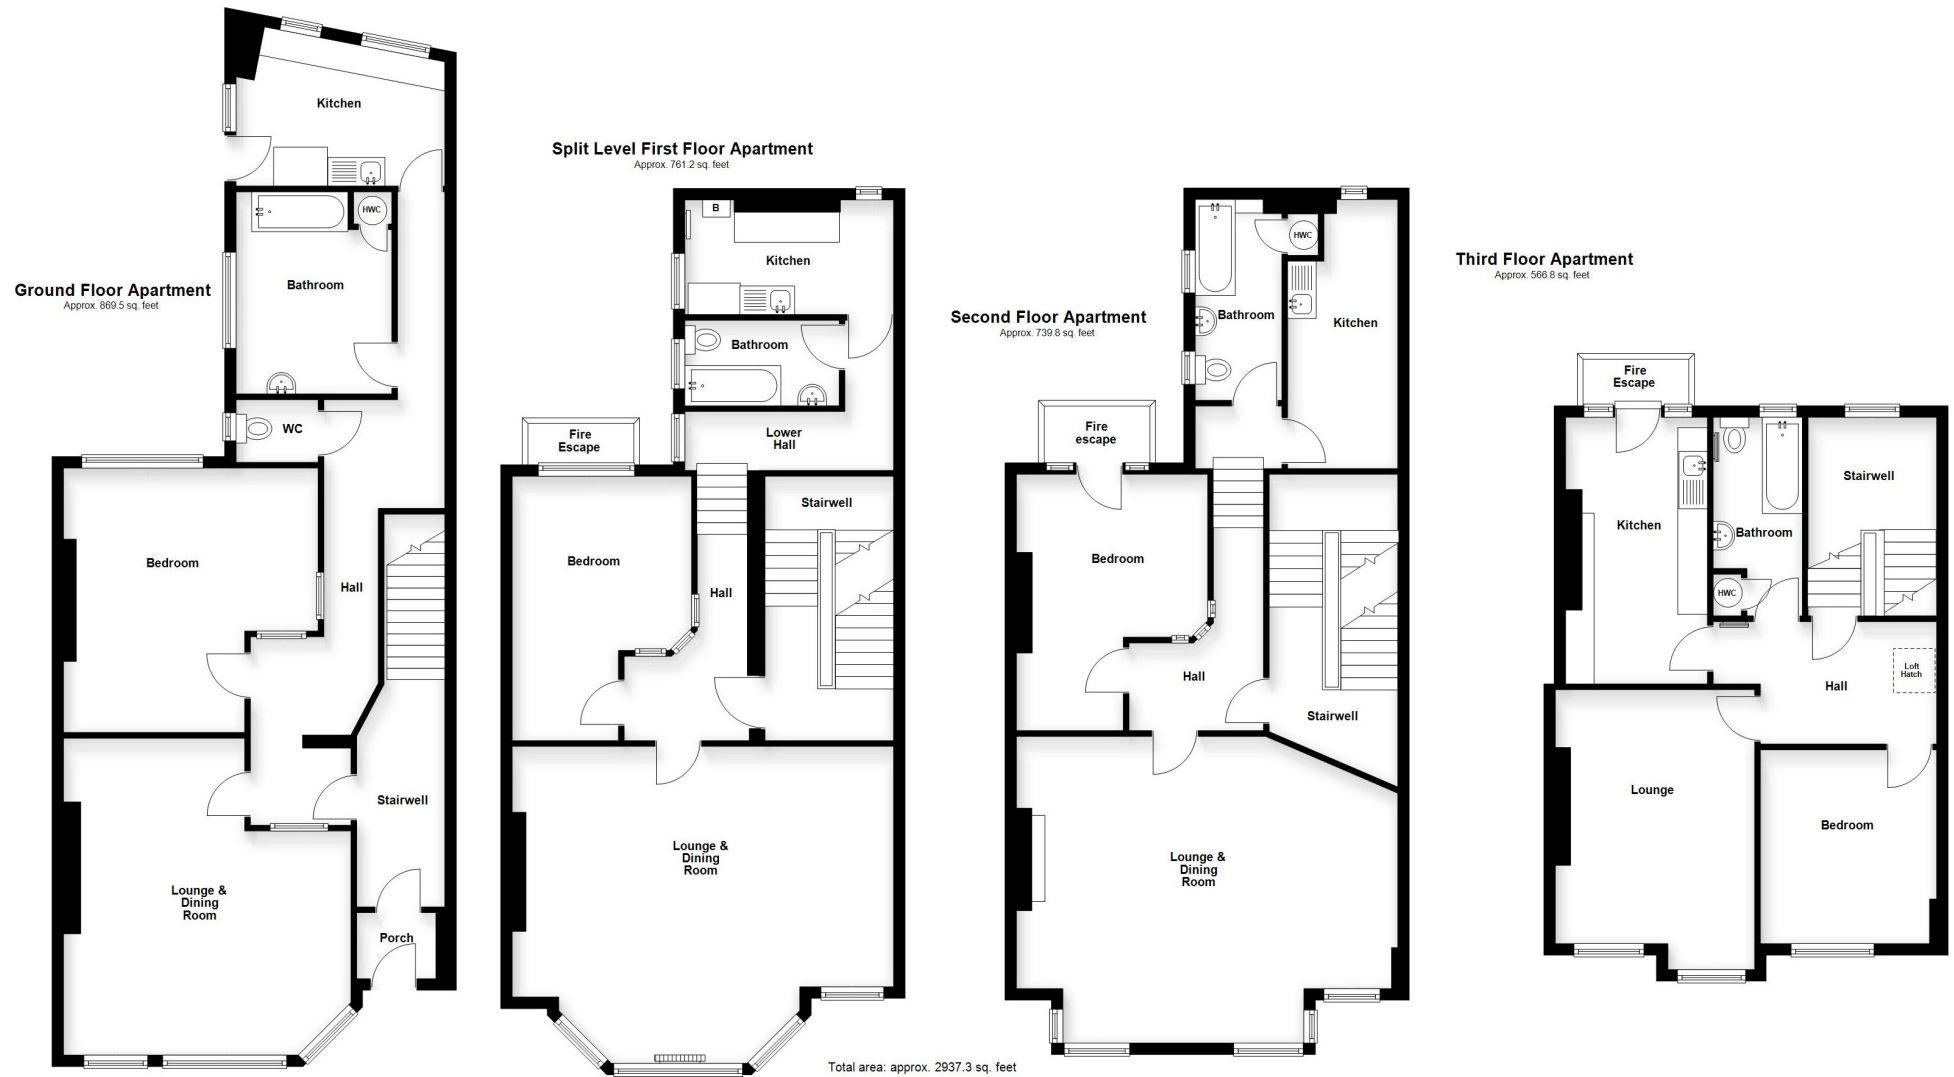 Ground Floor Apartment
Approx. 869.5 sq. feet
Kitchen
HWC
Bathroom
WC
Bedroom
Hall
Stairwell
Lounge &
Dining
Room
Porch
Split Level First Floor Apartment
Approx. 761.2 sq. feet
B
Kitchen
Bathroom
Lower
Hall
Fire
Escape
Stairwell
Bedroom
Hall
Lounge &
Dining
Room
Second Floor Apartment
Approx. 739.8 sq. feet
HWC
Bathroom
Kitchen
Fire
escape
Bedroom
Hall
Stairwell
Lounge &
Dining
Room
Third Floor Apartment
Approx. 566.8 sq. feet
Fire
Escape
Stairwell
Kitchen
Bathroom
HWC
Loft
Hatch
Hall
Lounge
Bedroom
Total area: approx. 2937.3 sq. feet